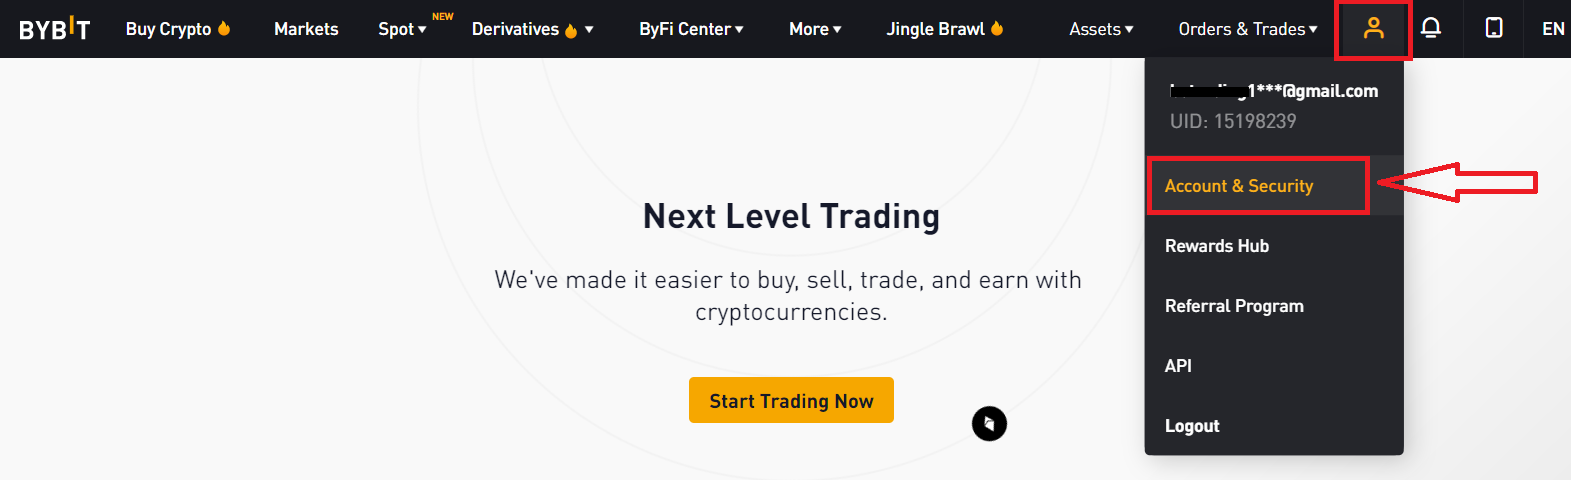 BYBIT
Buy Crypto
Markets
Spot
NEW
Derivatives
ByFi Center
More
Jingle Brawl
Assets
Orders & Trades
EN
1***@gmail.com
UID: 15198239
Account & Security
Rewards Hub
Referral Program
API
Logout
Next Level Trading
We've made it easier to buy, sell, trade, and earn with
cryptocurrencies.
Start Trading Now